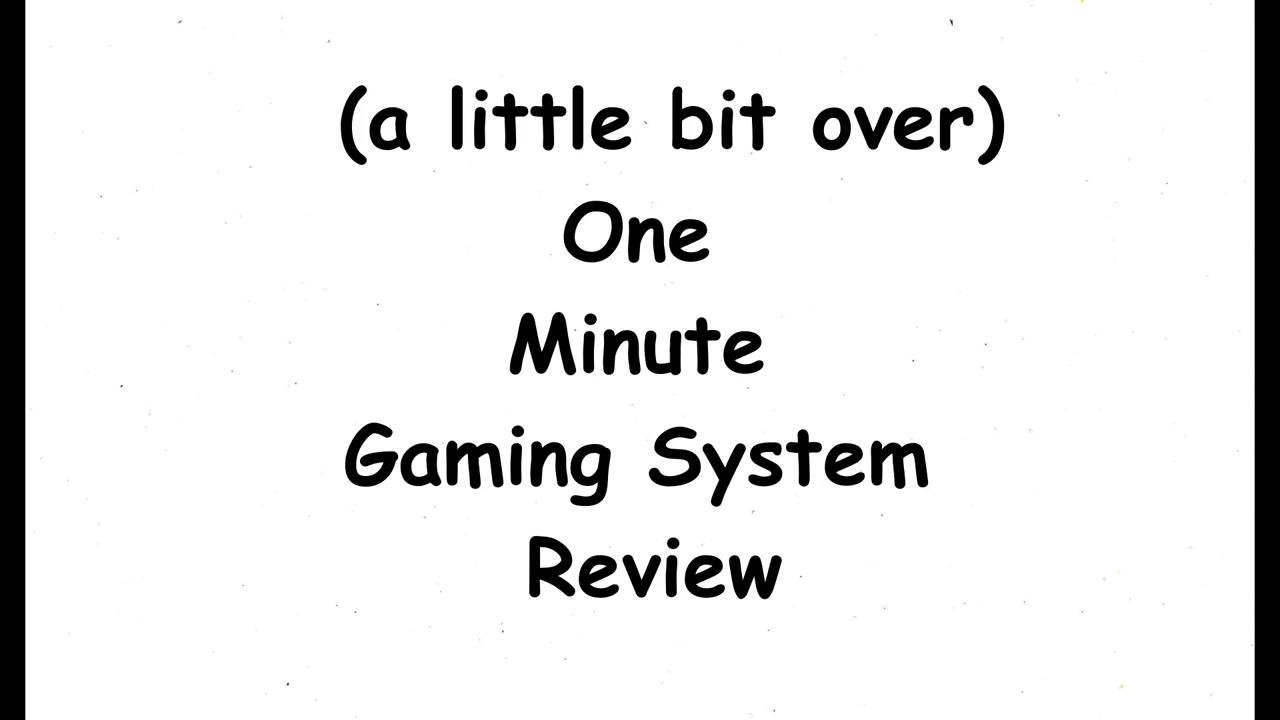 (a little bit over)
One
Minute
Gaming System
Review